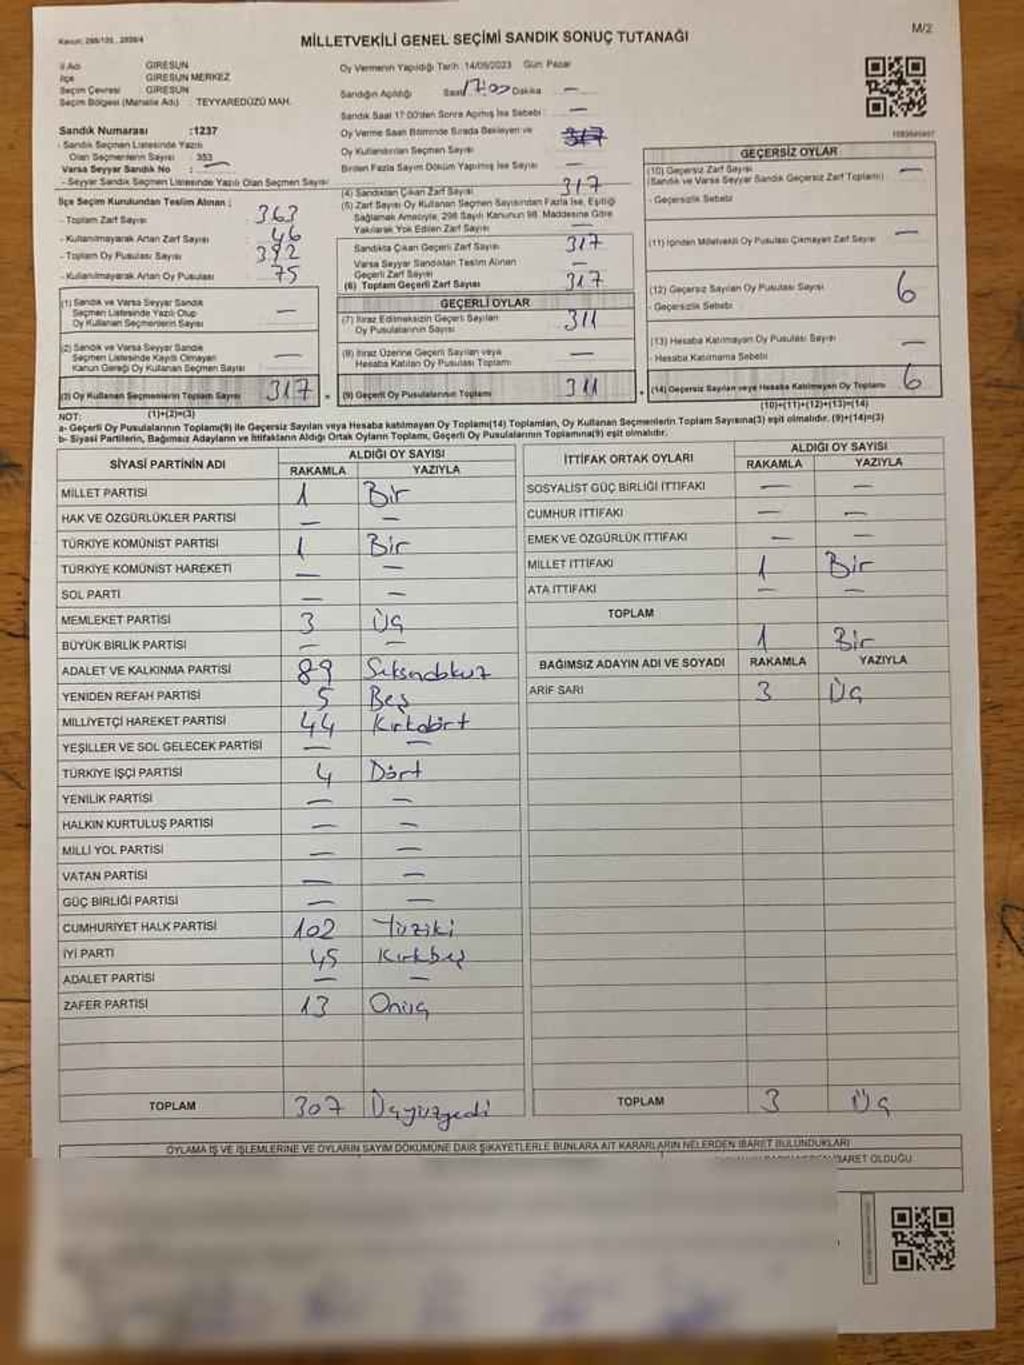 M/2
MİLLETVEKİLİ GENEL SEÇİMİ SANDIK SONUÇ TUTANAĞI
İl Adı GİRESUN
İlçe GİRESUN MERKEZ
Seçim Çevresi : GİRESUN
Seçim Bölgesi (Mahalle Adı) : TEYYAREDÜZÜ MAH.
Sandık Numarası :1237
- Sandık Seçmen Listesinde Yazılı
Olan Seçmenlerin Sayısı : 353
Varsa Seyyar Sandık No : —
- Seyyar Sandık Seçmen Listesinde Yazılı Olan Seçmen Sayısı
İlçe Seçim Kurulundan Teslim Alınan ;
- Toplam Zarf Sayısı 363
- Kullanılmayarak Artan Zarf Sayısı 46
- Toplam Oy Pusulası Sayısı 392
- Kullanılmayarak Artan Oy Pusulası 75
(1) Sandık ve Varsa Seyyar Sandık
Seçmen Listesinde Yazılı Olup
Oy Kullanan Seçmenlerin Sayısı —
(2) Sandık ve Varsa Seyyar Sandık
Seçmen Listesinde Kayıtlı Olmayan
Kanun Gereği Oy Kullanan Seçmen Sayısı —
(3) Oy Kullanan Seçmenlerin Toplam Sayısı 317
(1)+(2)=(3)
Oy Vermenin Yapıldığı Tarih :14/05/2023 Gün: Pazar
Sandığın Açıldığı Saat 17:00 Dakika —
Sandık Saat 17.00'den Sonra Açılmış İse Sebebi : —
Oy Verme Saati Bitiminde Sırada Bekleyen ve
Oy Kullandırılan Seçmen Sayısı 317
Birden Fazla Sayım Döküm Yapılmış İse Sayısı —
(4) Sandıktan Çıkan Zarf Sayısı 317
(5) Zarf Sayısı Oy Kullanan Seçmen Sayısından Fazla İse, Eşitliği
Sağlamak Amacıyla, 298 Sayılı Kanunun 98. Maddesine Göre
Yakılarak Yok Edilen Zarf Sayısı —
Sandıkta Çıkan Geçerli Zarf Sayısı 317
Varsa Seyyar Sandıktan Teslim Alınan
Geçerli Zarf Sayısı —
(6) Toplam Geçerli Zarf Sayısı 317
GEÇERLİ OYLAR
(7) İtiraz Edilmeksizin Geçerli Sayılan
Oy Pusulalarının Sayısı 311
(8) İtiraz Üzerine Geçerli Sayılan veya
Hesaba Katılan Oy Pusulası Toplamı —
(9) Geçerli Oy Pusulalarının Toplamı 311
GEÇERSİZ OYLAR
(10) Geçersiz Zarf Sayısı
(Sandık ve Varsa Seyyar Sandık Geçersiz Zarf Toplamı) —
- Geçersizlik Sebebi
(11) İçinden Milletvekili Oy Pusulası Çıkmayan Zarf Sayısı —
(12) Geçersiz Sayılan Oy Pusulası Sayısı 6
- Geçersizlik Sebebi
(13) Hesaba Katılmayan Oy Pusulası Sayısı —
- Hesaba Katılmama Sebebi
(14) Geçersiz Sayılan veya Hesaba Katılmayan Oy Toplamı 6
(10)+(11)+(12)+(13)=(14)
NOT:
a- Geçerli Oy Pusulalarının Toplamı(9) ile Geçersiz Sayılan veya Hesaba katılmayan Oy Toplamı(14) Toplamları, Oy Kullanan Seçmenlerin Toplam Sayısına(3) eşit olmalıdır. (9)+(14)=(3)
b- Siyasi Partilerin, Bağımsız Adayların ve İttifakların Aldığı Ortak Oyların Toplamı, Geçerli Oy Pusulalarının Toplamına(9) eşit olmalıdır.
SİYASİ PARTİNİN ADI ALDIĞI OY SAYISI
RAKAMLA YAZIYLA
MİLLET PARTİSİ 1 Bir
HAK VE ÖZGÜRLÜKLER PARTİSİ — —
TÜRKİYE KOMÜNİST PARTİSİ 1 Bir
TÜRKİYE KOMÜNİST HAREKETİ — —
SOL PARTİ — —
MEMLEKET PARTİSİ 3 Üç
BÜYÜK BİRLİK PARTİSİ — —
ADALET VE KALKINMA PARTİSİ 89 Seksendokuz
YENİDEN REFAH PARTİSİ 5 Beş
MİLLİYETÇİ HAREKET PARTİSİ 44 Kırkdört
YEŞİLLER VE SOL GELECEK PARTİSİ — —
TÜRKİYE İŞÇİ PARTİSİ 4 Dört
YENİLİK PARTİSİ — —
HALKIN KURTULUŞ PARTİSİ — —
MİLLİ YOL PARTİSİ — —
VATAN PARTİSİ — —
GÜÇ BİRLİĞİ PARTİSİ — —
CUMHURİYET HALK PARTİSİ 102 Yüziki
İYİ PARTİ 45 Kırkbeş
ADALET PARTİSİ — —
ZAFER PARTİSİ 13 Onüç
TOPLAM 307 Üçyüzyedi
İTTİFAK ORTAK OYLARI ALDIĞI OY SAYISI
RAKAMLA YAZIYLA
SOSYALİST GÜÇ BİRLİĞİ İTTİFAKI — —
CUMHUR İTTİFAKI — —
EMEK VE ÖZGÜRLÜK İTTİFAKI — —
MİLLET İTTİFAKI 1 Bir
ATA İTTİFAKI — —
TOPLAM 1 Bir
BAĞIMSIZ ADAYIN ADI VE SOYADI RAKAMLA YAZIYLA
ARİF SARI 3 Üç
TOPLAM 3 Üç
OYLAMA İŞ VE İŞLEMLERİNE VE OYLARIN SAYIM DÖKÜMÜNE DAİR ŞİKAYETLERLE BUNLARA AİT KARARLARIN NELERDEN İBARET BULUNDUKLARI
İBARET OLDUĞU